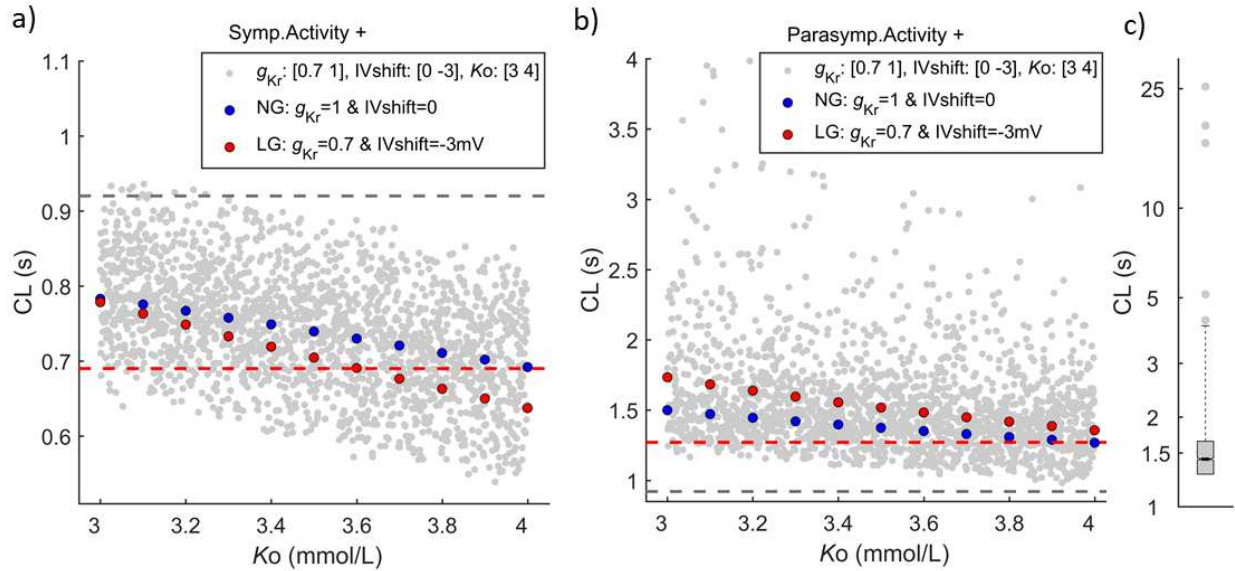 a)
Symp.Activity +
gKr: [0.7 1], IVshift: [0 -3], Ko: [3 4]
NG: gKr=1 & IVshift=0
LG: gKr=0.7 & IVshift=-3mV
1.1
1
0.9
0.8
0.7
0.6
CL (s)
3 3.2 3.4 3.6 3.8 4
Ko (mmol/L)
b)
Parasymp.Activity +
gKr: [0.7 1], IVshift: [0 -3], Ko: [3 4]
NG: gKr=1 & IVshift=0
LG: gKr=0.7 & IVshift=-3mV
4
3.5
3
2.5
2
1.5
1
CL (s)
3 3.2 3.4 3.6 3.8 4
Ko (mmol/L)
c)
25
10
5
3
2
1.5
1
CL (s)